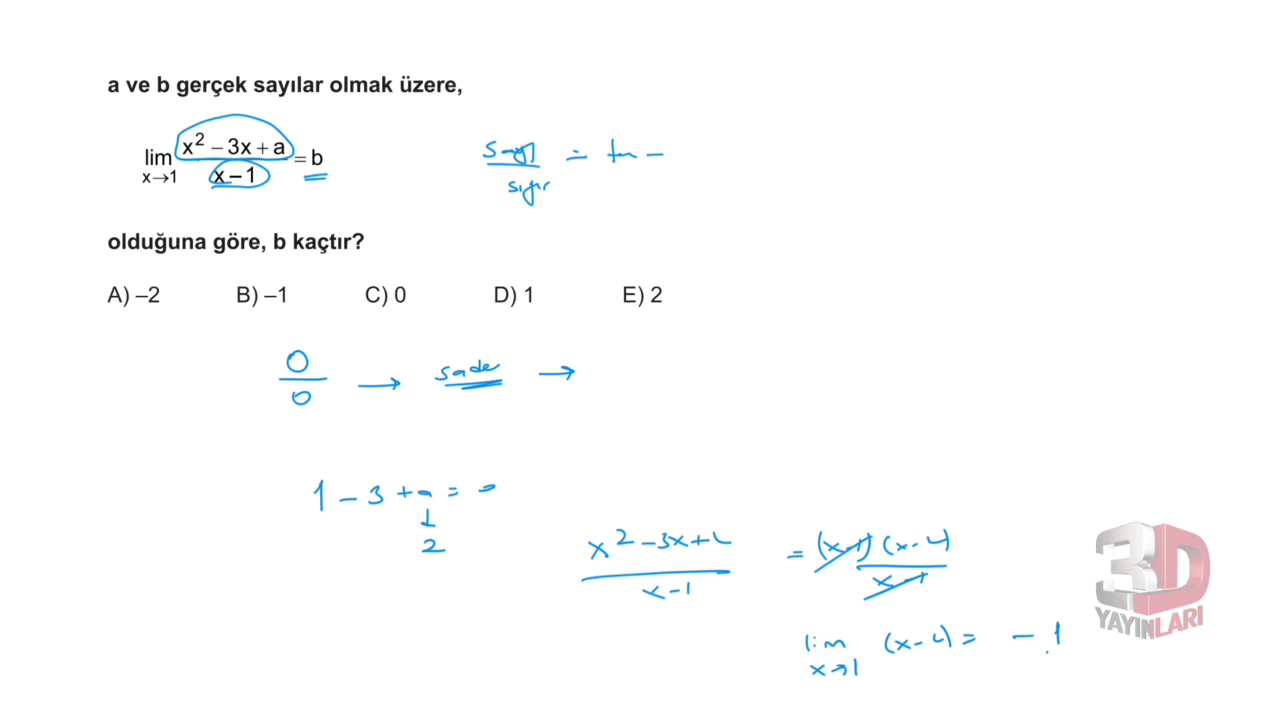 a ve b gerçek sayılar olmak üzere,
lim x→1 (x² – 3x + a)/(x – 1) = b
sayı/sıfır =
olduğuna göre, b kaçtır?
A) –2 B) –1 C) 0 D) 1 E) 2
0/0 → sade →
1 – 3 + a = 0
2
(x² – 3x + 2)/(x – 1) = (x – 1)(x – 2)/(x – 1)
lim x→1 (x – 2) = – 1
3D
YAYINLARI